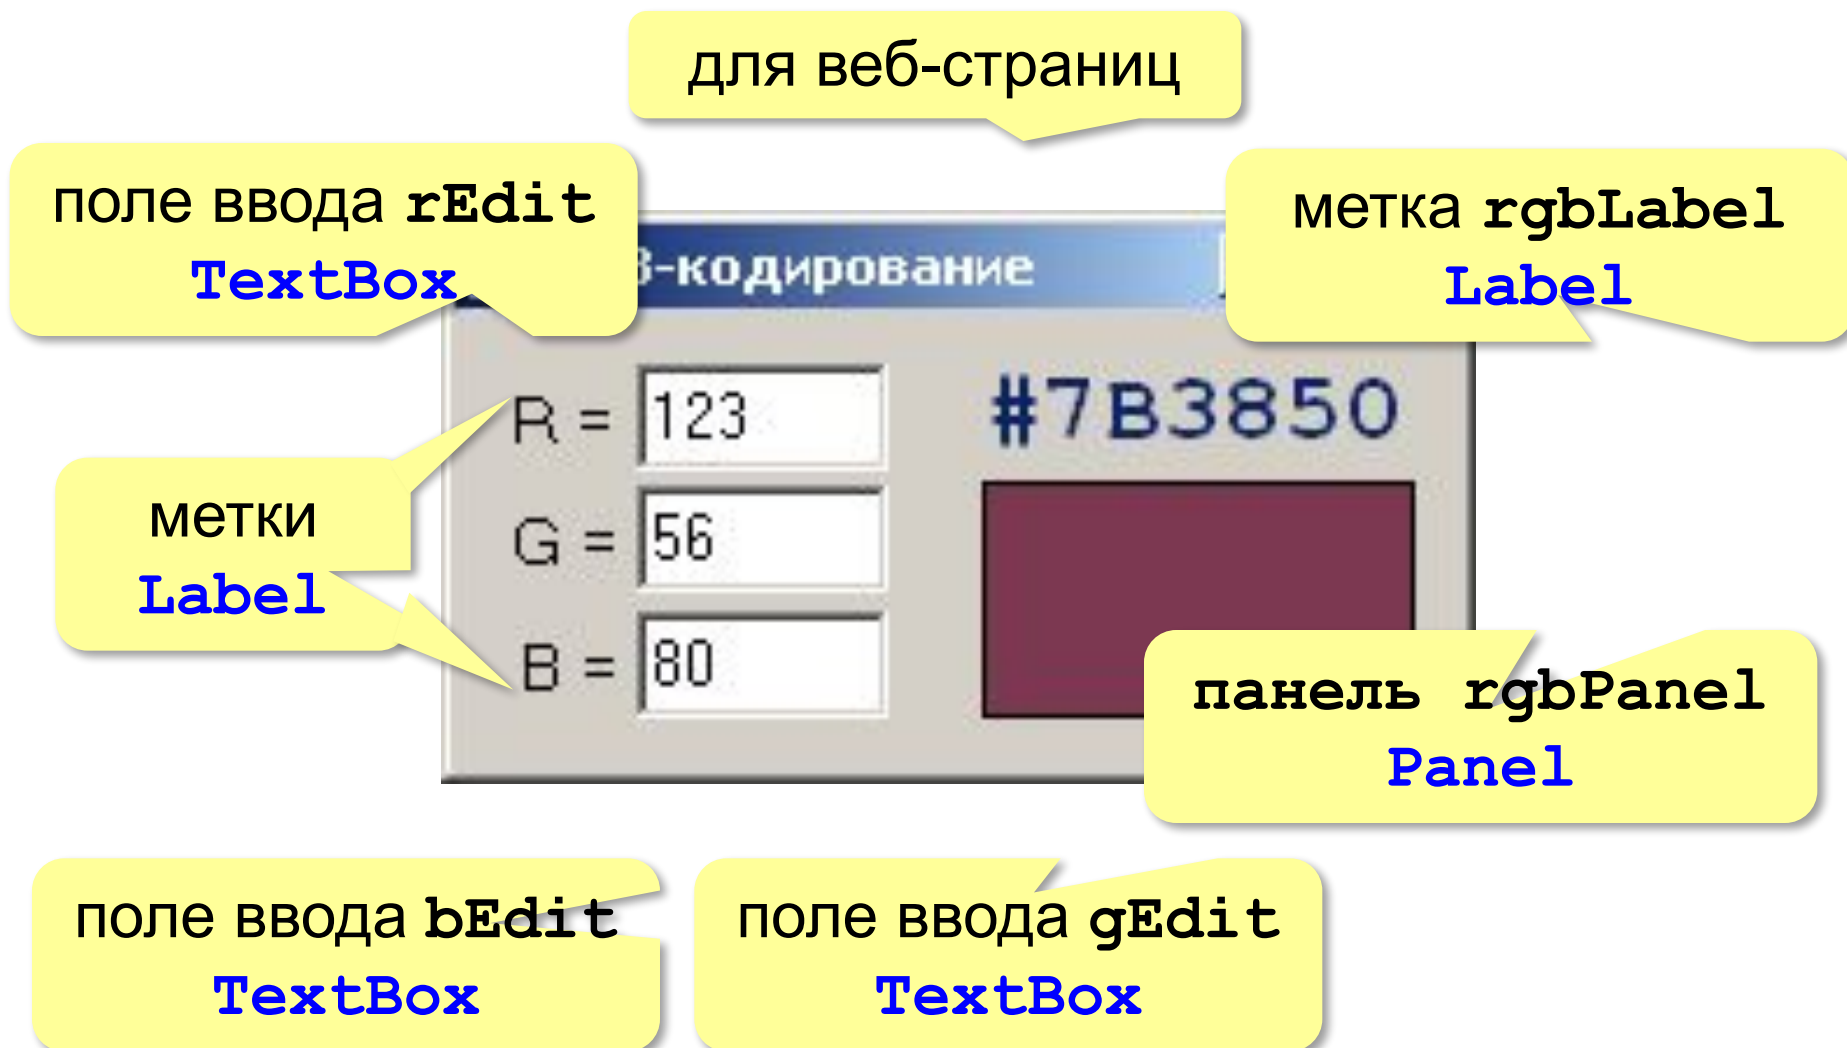 для веб-страниц
поле ввода rEdit
TextBox
метка rgbLabel
Label
-кодирование
R = 123
#7B3850
метки
Label
G = 56
B = 80
панель rgbPanel
Panel
поле ввода bEdit
TextBox
поле ввода gEdit
TextBox